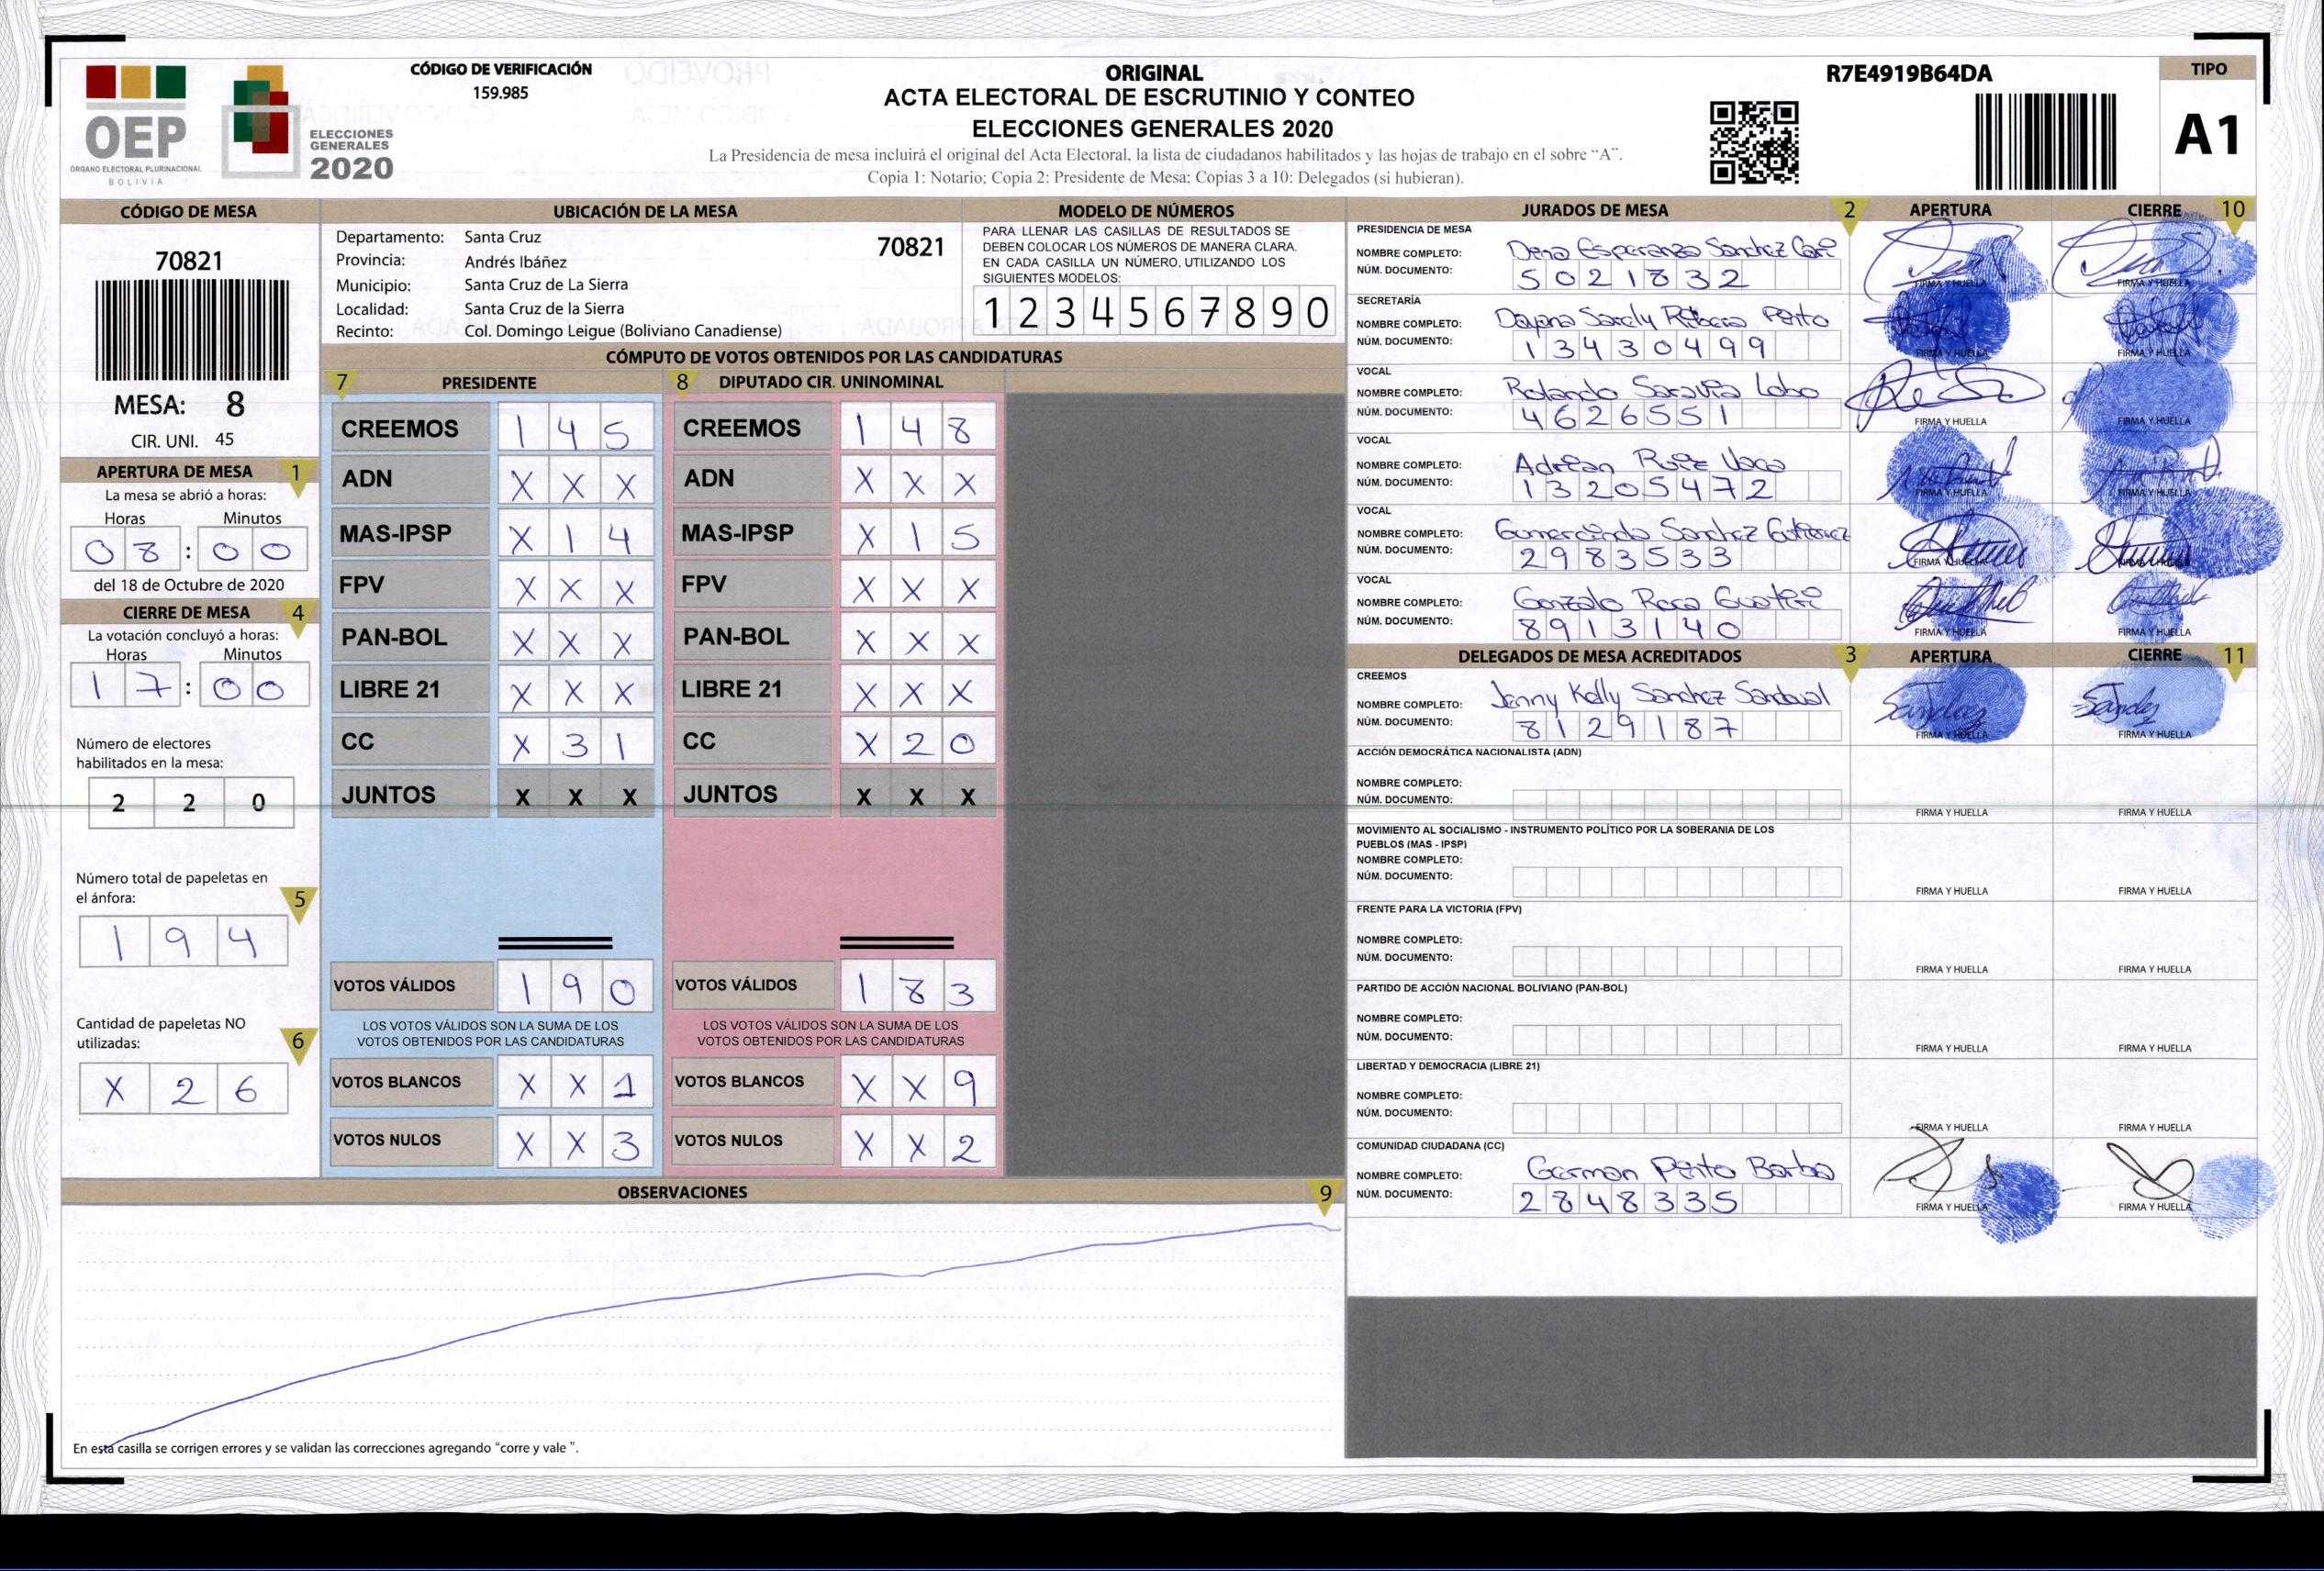 CÓDIGO DE VERIFICACIÓN
159.985
OEP
ÓRGANO ELECTORAL PLURINACIONAL
BOLIVIA
ELECCIONES
GENERALES
2020
ORIGINAL
ACTA ELECTORAL DE ESCRUTINIO Y CONTEO
ELECCIONES GENERALES 2020
La Presidencia de mesa incluirá el original del Acta Electoral, la lista de ciudadanos habilitados y las hojas de trabajo en el sobre “A”.
Copia 1: Notario; Copia 2: Presidente de Mesa; Copias 3 a 10: Delegados (si hubieran).
R7E4919B64DA
TIPO
A1
CÓDIGO DE MESA
70821
MESA: 8
CIR. UNI. 45
APERTURA DE MESA 1
La mesa se abrió a horas:
Horas Minutos
08:00
del 18 de Octubre de 2020
CIERRE DE MESA 4
La votación concluyó a horas:
Horas Minutos
17:00
Número de electores
habilitados en la mesa:
2 2 0
Número total de papeletas en
el ánfora: 5
1 9 4
Cantidad de papeletas NO
utilizadas: 6
X 2 6
UBICACIÓN DE LA MESA
Departamento: Santa Cruz 70821
Provincia: Andrés Ibáñez
Municipio: Santa Cruz de La Sierra
Localidad: Santa Cruz de la Sierra
Recinto: Col. Domingo Leigue (Boliviano Canadiense)
MODELO DE NÚMEROS
PARA LLENAR LAS CASILLAS DE RESULTADOS SE
DEBEN COLOCAR LOS NÚMEROS DE MANERA CLARA.
EN CADA CASILLA UN NÚMERO, UTILIZANDO LOS
SIGUIENTES MODELOS:
1 2 3 4 5 6 7 8 9 0
CÓMPUTO DE VOTOS OBTENIDOS POR LAS CANDIDATURAS
7 PRESIDENTE
CREEMOS 1 4 5
ADN X X X
MAS-IPSP X 1 4
FPV X X X
PAN-BOL X X X
LIBRE 21 X X X
CC X 3 1
JUNTOS X X X
VOTOS VÁLIDOS 1 9 0
LOS VOTOS VÁLIDOS SON LA SUMA DE LOS
VOTOS OBTENIDOS POR LAS CANDIDATURAS
VOTOS BLANCOS X X 1
VOTOS NULOS X X 3
8 DIPUTADO CIR. UNINOMINAL
CREEMOS 1 4 8
ADN X X X
MAS-IPSP X 1 5
FPV X X X
PAN-BOL X X X
LIBRE 21 X X X
CC X 2 0
JUNTOS X X X
VOTOS VÁLIDOS 1 8 3
LOS VOTOS VÁLIDOS SON LA SUMA DE LOS
VOTOS OBTENIDOS POR LAS CANDIDATURAS
VOTOS BLANCOS X X 9
VOTOS NULOS X X 2
OBSERVACIONES 9
En esta casilla se corrigen errores y se validan las correcciones agregando “corre y vale ”.
JURADOS DE MESA 2 APERTURA CIERRE 10
PRESIDENCIA DE MESA
NOMBRE COMPLETO: Esperanza Sanchez
NÚM. DOCUMENTO: 5021832
FIRMA Y HUELLA FIRMA Y HUELLA
SECRETARÍA
NOMBRE COMPLETO: Dayana Sarely Ribera Pinto
NÚM. DOCUMENTO: 13430499
FIRMA Y HUELLA FIRMA Y HUELLA
VOCAL
NOMBRE COMPLETO: Rolando Saravia Lobo
NÚM. DOCUMENTO: 4626551
FIRMA Y HUELLA FIRMA Y HUELLA
VOCAL
NOMBRE COMPLETO: Adrian Ruiz Vaca
NÚM. DOCUMENTO: 13205472
FIRMA Y HUELLA FIRMA Y HUELLA
VOCAL
NOMBRE COMPLETO: Gumercindo Sanchez Gutierrez
NÚM. DOCUMENTO: 2983533
FIRMA Y HUELLA FIRMA Y HUELLA
VOCAL
NOMBRE COMPLETO: Gonzalo Roca
NÚM. DOCUMENTO: 8913140
FIRMA Y HUELLA FIRMA Y HUELLA
DELEGADOS DE MESA ACREDITADOS 3 APERTURA CIERRE 11
CREEMOS
NOMBRE COMPLETO: Jenny Kelly Sanchez Sandoval
NÚM. DOCUMENTO: 8129187
FIRMA Y HUELLA FIRMA Y HUELLA
ACCIÓN DEMOCRÁTICA NACIONALISTA (ADN)
NOMBRE COMPLETO:
NÚM. DOCUMENTO:
FIRMA Y HUELLA FIRMA Y HUELLA
MOVIMIENTO AL SOCIALISMO - INSTRUMENTO POLÍTICO POR LA SOBERANIA DE LOS
PUEBLOS (MAS - IPSP)
NOMBRE COMPLETO:
NÚM. DOCUMENTO:
FIRMA Y HUELLA FIRMA Y HUELLA
FRENTE PARA LA VICTORIA (FPV)
NOMBRE COMPLETO:
NÚM. DOCUMENTO:
FIRMA Y HUELLA FIRMA Y HUELLA
PARTIDO DE ACCIÓN NACIONAL BOLIVIANO (PAN-BOL)
NOMBRE COMPLETO:
NÚM. DOCUMENTO:
FIRMA Y HUELLA FIRMA Y HUELLA
LIBERTAD Y DEMOCRACIA (LIBRE 21)
NOMBRE COMPLETO:
NÚM. DOCUMENTO:
FIRMA Y HUELLA FIRMA Y HUELLA
COMUNIDAD CIUDADANA (CC)
NOMBRE COMPLETO: German Pinto Barba
NÚM. DOCUMENTO: 2848335
FIRMA Y HUELLA FIRMA Y HUELLA